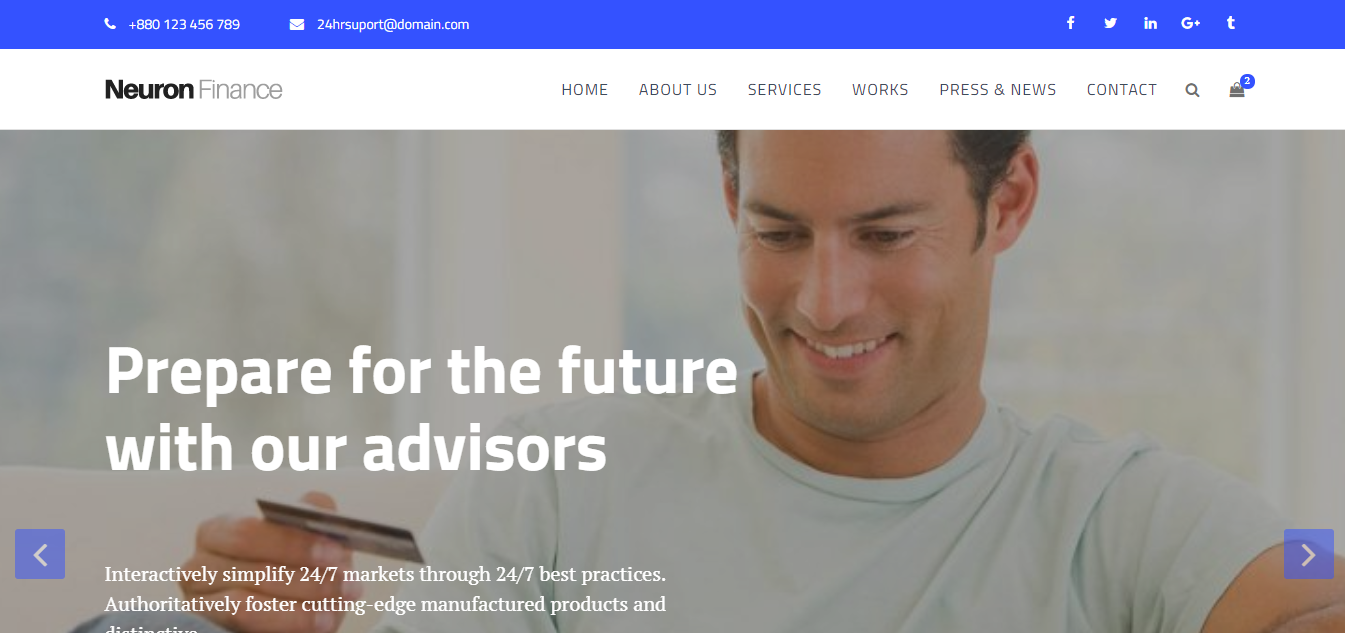 +880 123 456 789 24hrsuport@domain.com
Neuron Finance HOME ABOUT US SERVICES WORKS PRESS & NEWS CONTACT 2
Prepare for the future
with our advisors
Interactively simplify 24/7 markets through 24/7 best practices.
Authoritatively foster cutting-edge manufactured products and
distinctive